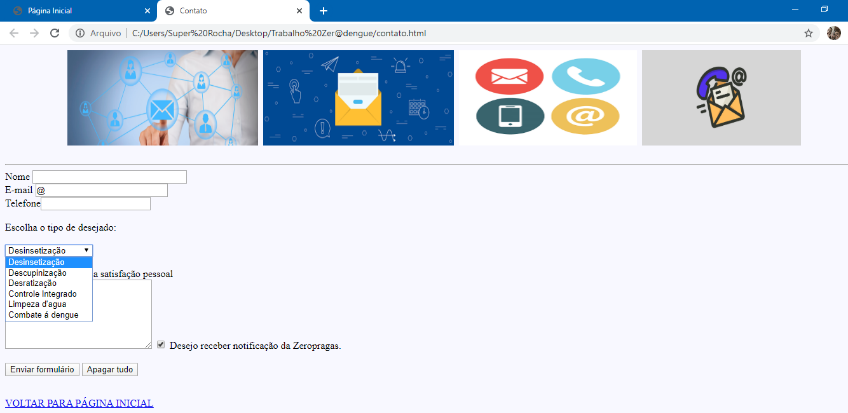 Página Inicial
Contato
Arquivo | C:/Users/Super%20Rocha/Desktop/Trabalho%20Zer@dengue/contato.html
Nome
E-mail @
Telefone
Escolha o tipo de desejado:
Desinsetização
Desinsetização
Descupinização
Desratização
a satisfação pessoal
Controle Integrado
Limpeza d'agua
Combate á dengue
Desejo receber notificação da Zeropragas.
Enviar formulário Apagar tudo
VOLTAR PARA PÁGINA INICIAL